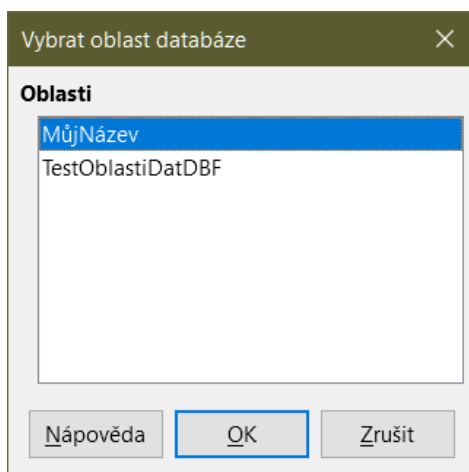 Vybrat oblast databáze
Oblasti
MůjNázev
TestOblastiDatDBF
Nápověda OK Zrušit